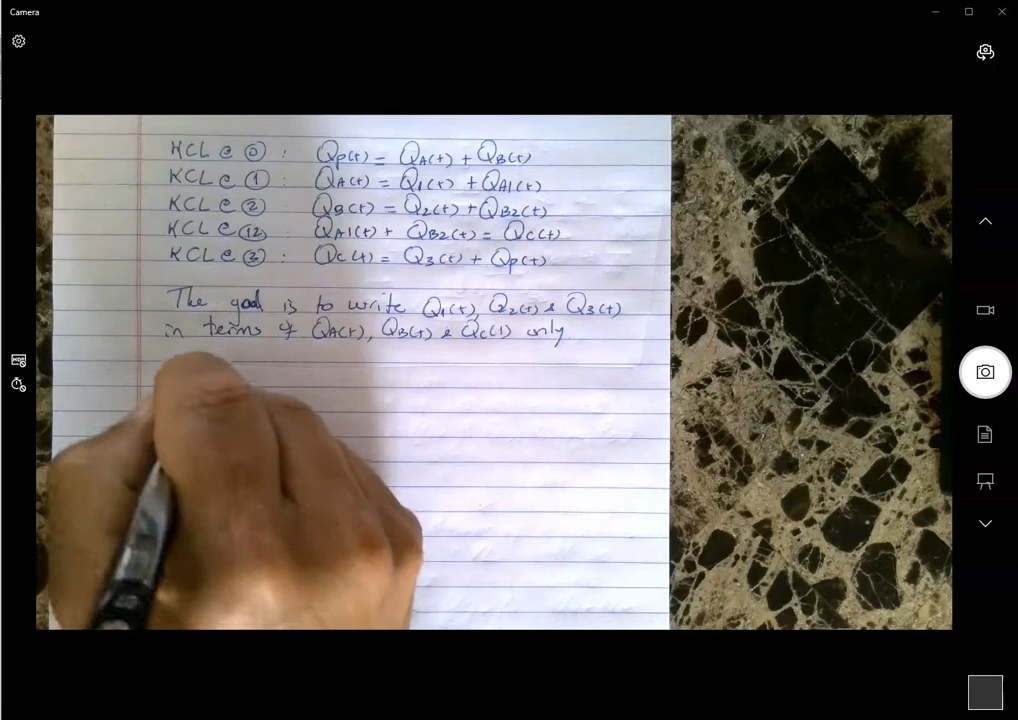 Camera
KCL @ 0 : Qp(t) = QA(t) + QB(t)
KCL @ 1 : QA(t) = Q1(t) + QA1(t)
KCL @ 2 : QB(t) = Q2(t) + QB2(t)
KCL @ 12 : QA1(t) + QB2(t) = QC(t)
KCL @ 3 : QC(t) = Q3(t) + Qp(t)
The goal is to write Q1(t), Q2(t) & Q3(t)
in terms of QA(t), QB(t) & QC(t) only.